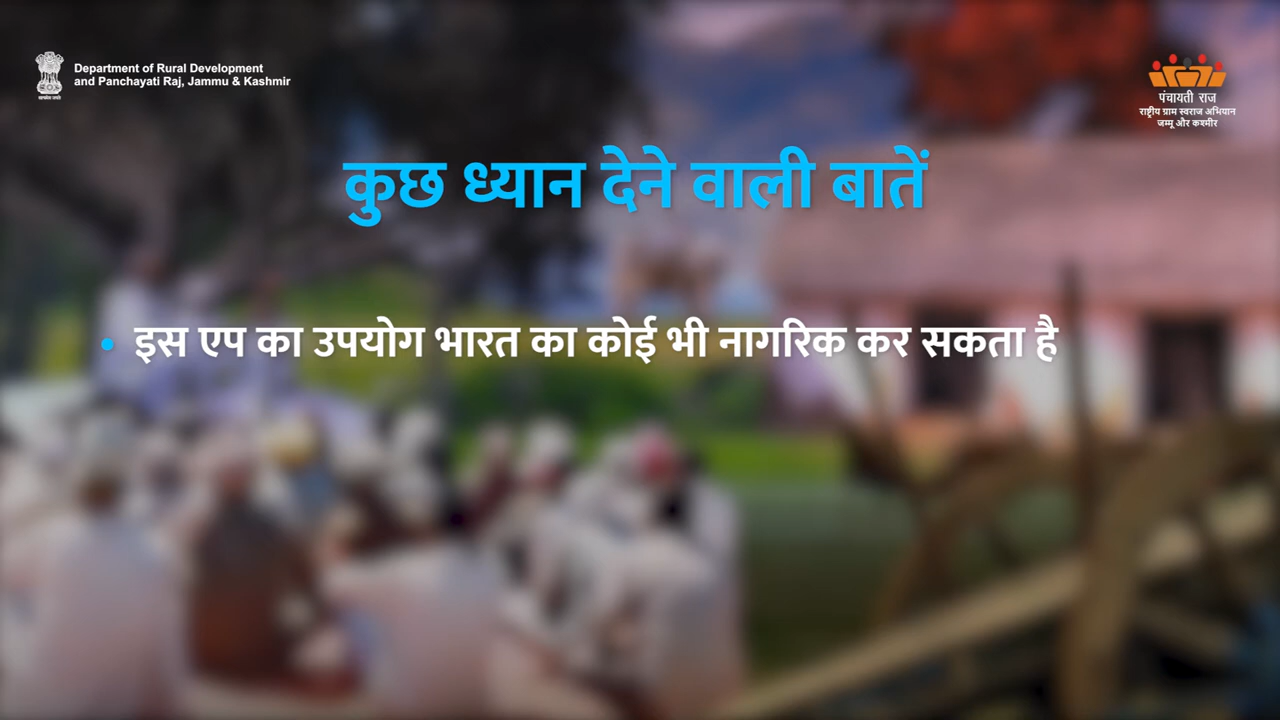 Department of Rural Development
and Panchayati Raj, Jammu & Kashmir
पंचायती राज
राष्ट्रीय ग्राम स्वराज अभियान
जम्मू और कश्मीर
कुछ ध्यान देने वाली बातें
• इस एप का उपयोग भारत का कोई भी नागरिक कर सकता है